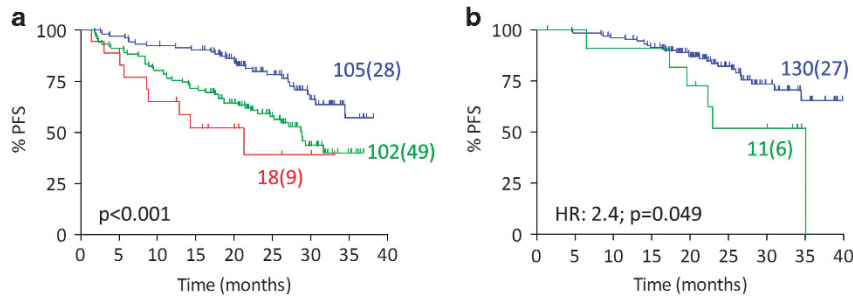 a
100
75
50
25
0
% PFS
105(28)
102(49)
18(9)
p<0.001
0 5 10 15 20 25 30 35 40
Time (months)
b
100
75
50
25
0
% PFS
130(27)
11(6)
HR: 2.4; p=0.049
0 5 10 15 20 25 30 35 40
Time (months)